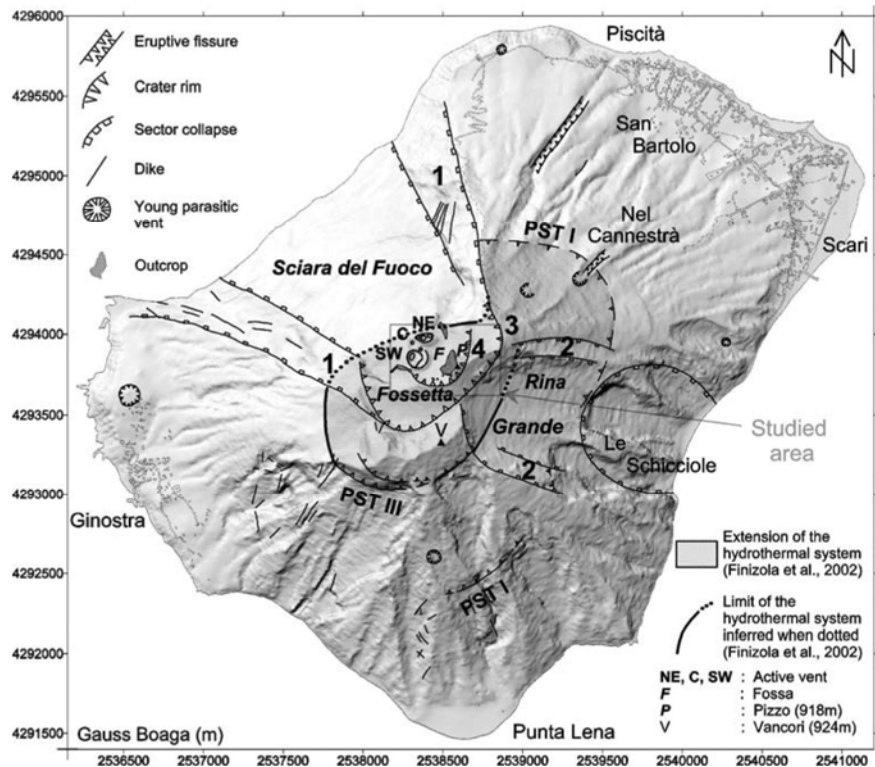 4296000
4295500
4295000
4294500
4294000
4293500
4293000
4292500
4292000
4291500
Eruptive fissure
Crater rim
Sector collapse
Dike
Young parasitic
vent
Outcrop
Piscità
N
San
Bartolo
Nel
Cannestrà
Scari
PST I
1
Sciara del Fuoco
3
NE
C
SW
F
P
4
2
1
Fossetta
Rina
Grande
V
V
Le
Schicciole
Studied
area
2
PST III
Ginostra
PST I
Extension of the
hydrothermal system
(Finizola et al., 2002)
Limit of the
hydrothermal system
inferred when dotted
(Finizola et al., 2002)
NE, C, SW : Active vent
F : Fossa
P : Pizzo (918m)
V : Vancori (924m)
Gauss Boaga (m)
Punta Lena
2536500 2537000 2537500 2538000 2538500 2539000 2539500 2540000 2540500 2541000